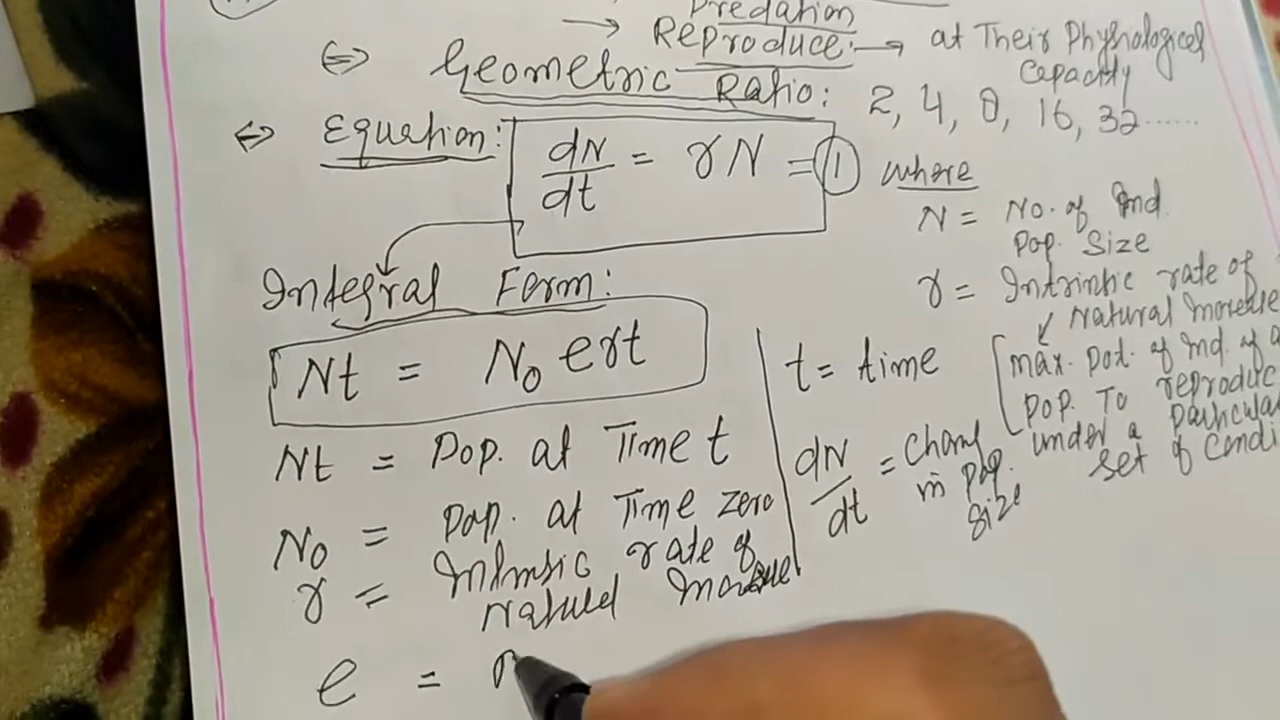 Predation
→ Reproduce: → at Their Physiological
Capacity
⇔ Geometric Ratio: 2, 4, 8, 16, 32......
⇔ Equation: dN/dt = rN = ① where
N = No. of Ind.
Pop. Size
r = Intrinsic rate of
Natural Increase
[max. pot. of ind. of a
pop. To reproduc
under a particular
set of condi
Integral Form:
Nt = N₀ ert
Nt = Pop. at Time t
N₀ = Pop. at Time zero
r = Intrinsic rate of
Natural Increase
t = time
dN/dt = Chang
in pop.
size
e =